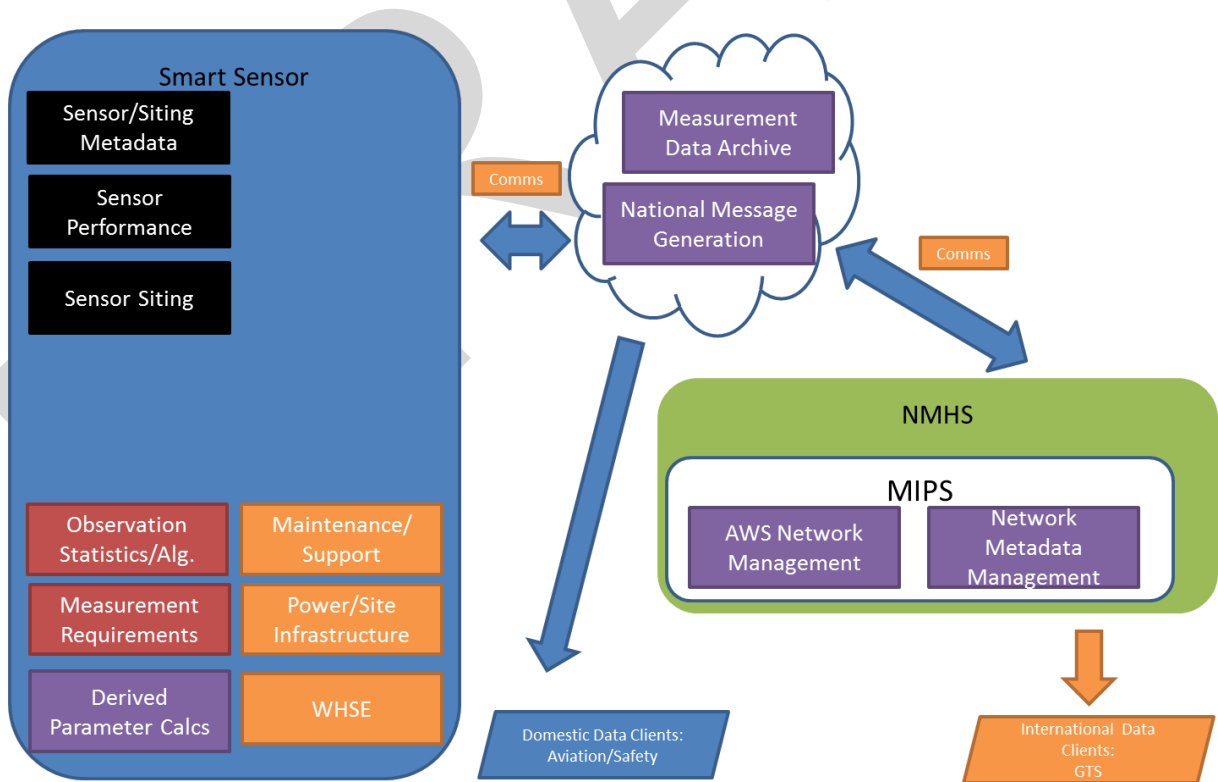 Smart Sensor
Sensor/Siting
Metadata
Sensor
Performance
Sensor Siting
Observation
Statistics/Alg.
Maintenance/
Support
Measurement
Requirements
Power/Site
Infrastructure
Derived
Parameter Calcs
WHSE
Comms
Measurement
Data Archive
National Message
Generation
Comms
NMHS
MIPS
AWS Network
Management
Network
Metadata
Management
Domestic Data Clients:
Aviation/Safety
International Data
Clients:
GTS